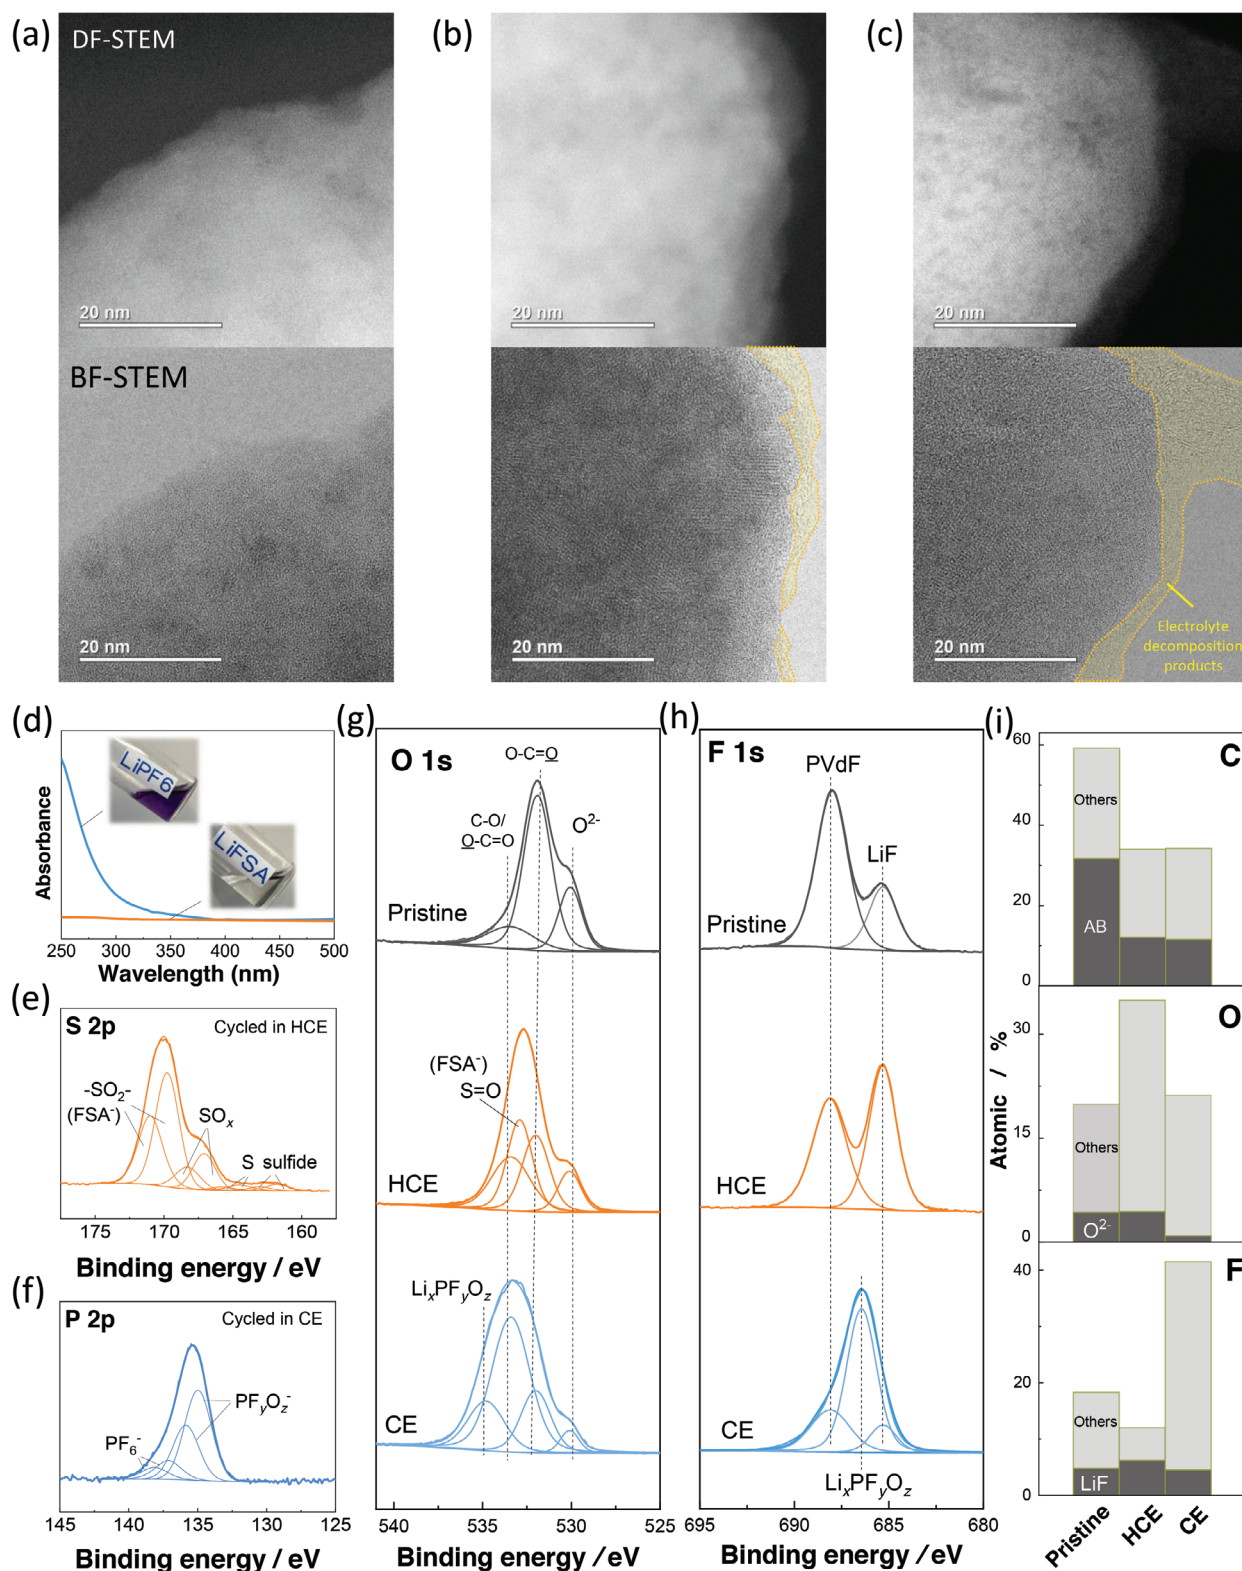 (a)
DF-STEM
20 nm
BF-STEM
20 nm
(b)
20 nm
20 nm
(c)
20 nm
Electrolyte
decomposition
products
20 nm
(d)
LiPF6
LiFSA
Absorbance
250 300 350 400 450 500
Wavelength (nm)
(e)
S 2p
Cycled in HCE
-SO₂-
(FSA⁻)
SOₓ
S sulfide
175 170 165 160
Binding energy / eV
(f)
P 2p
Cycled in CE
PF₆⁻
PF_yO_z⁻
145 140 135 130 125
Binding energy / eV
(g)
O 1s
O-C=O
C-O/
O-C=O
O²⁻
Pristine
(FSA⁻)
S=O
HCE
LiₓPF_yO_z
CE
540 535 530 525
Binding energy /eV
(h)
F 1s
PVdF
LiF
Pristine
HCE
CE
LiₓPF_yO_z
695 690 685 680
Binding energy /eV
(i)
C
60
40
20
0
Others
AB
O
30
15
0
Others
O²⁻
F
40
20
0
Others
LiF
Atomic / %
Pristine HCE CE